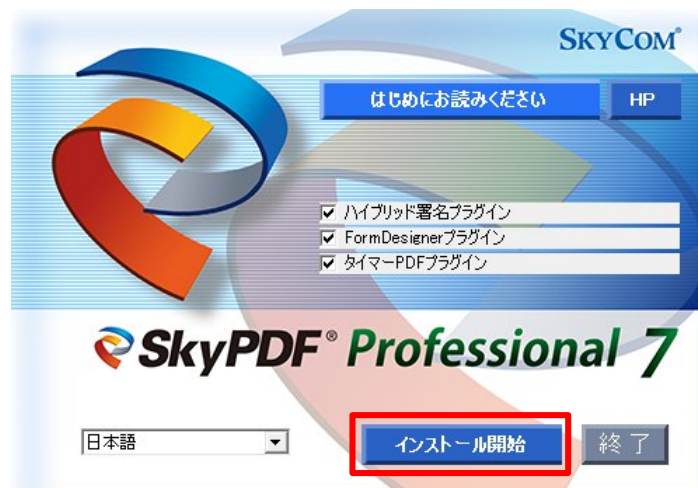 SKYCOM®
はじめにお読みください
HP
ハイブリッド署名プラグイン
FormDesignerプラグイン
タイマーPDFプラグイン
SkyPDF® Professional 7
日本語
インストール開始
終了